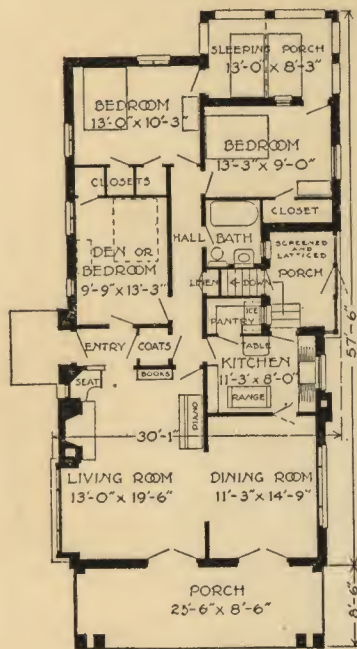 SLEEPING PORCH
13'-0" x 8'-3"
BEDROOM
13'-0" x 10'-3"
BEDROOM
13'-3" x 9'-0"
CLOSETS
CLOSET
HALL
BATH
SCREENED
AND
LATTICED
PORCH
DEN OR
BEDROOM
9'-9" x 13'-3"
LINEN
DOWN
57'-6"
PANTRY
ICE
ENTRY
COATS
TABLE
KITCHEN
11'-3" x 8'-0"
SEAT
BOOKS
RANGE
PIANO
30'-1"
LIVING ROOM
13'-0" x 19'-6"
DINING ROOM
11'-3" x 14'-9"
PORCH
25'-6" x 8'-6"
8'-6"